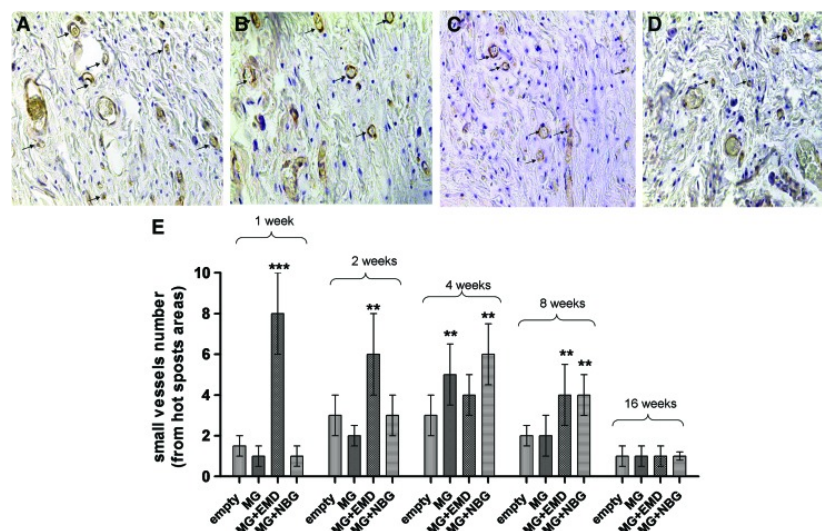 A B C D
E
1 week
2 weeks
4 weeks
8 weeks
16 weeks
*** ** ** ** ** **
small vessels number
(from hot sposts areas)
10
8
6
4
2
0
empty MG MG+EMD MG+NBG empty MG MG+EMD MG+NBG empty MG MG+EMD MG+NBG empty MG MG+EMD MG+NBG empty MG MG+EMD MG+NBG